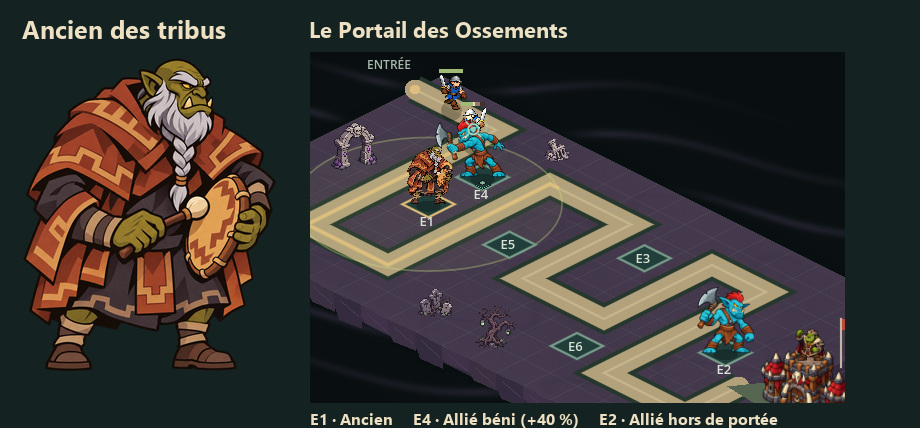 Ancien des tribus
Le Portail des Ossements
ENTRÉE
E4
E1
E5
E3
E6
E2
E1 · Ancien E4 · Allié béni (+40 %) E2 · Allié hors de portée